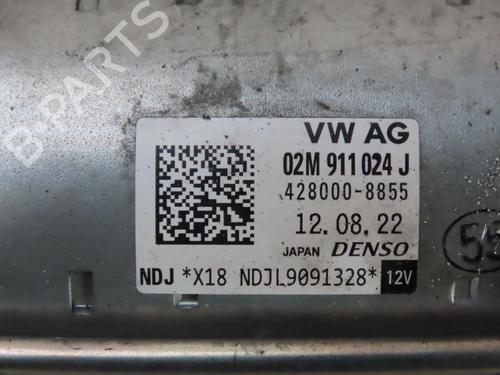 B-PARTS
VW AG
02M 911 024 J
428000-8855
12.08.22
JAPAN DENSO
NDJ *X18 NDJL9091328* 12V